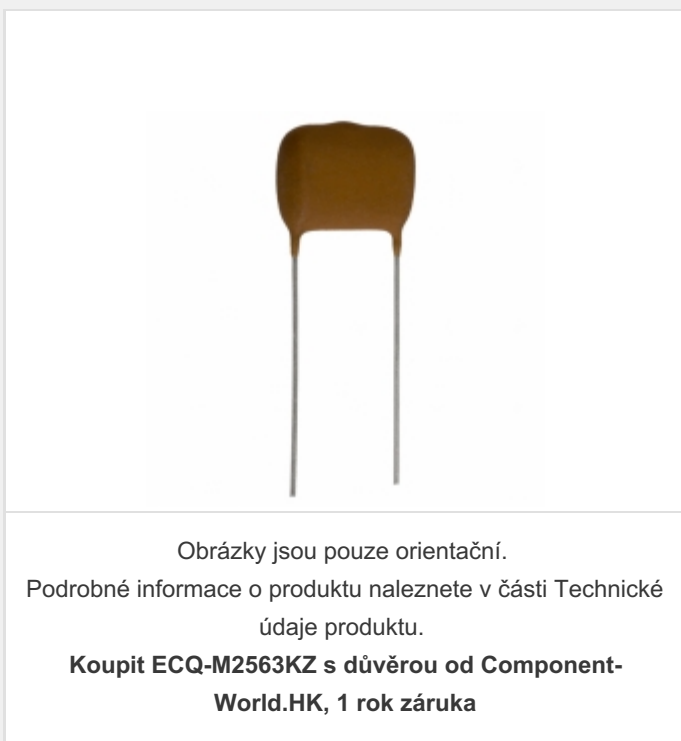 Obrázky jsou pouze orientační.
Podrobné informace o produktu naleznete v části Technické
údaje produktu.
Koupit ECQ-M2563KZ s důvěrou od Component-
World.HK, 1 rok záruka